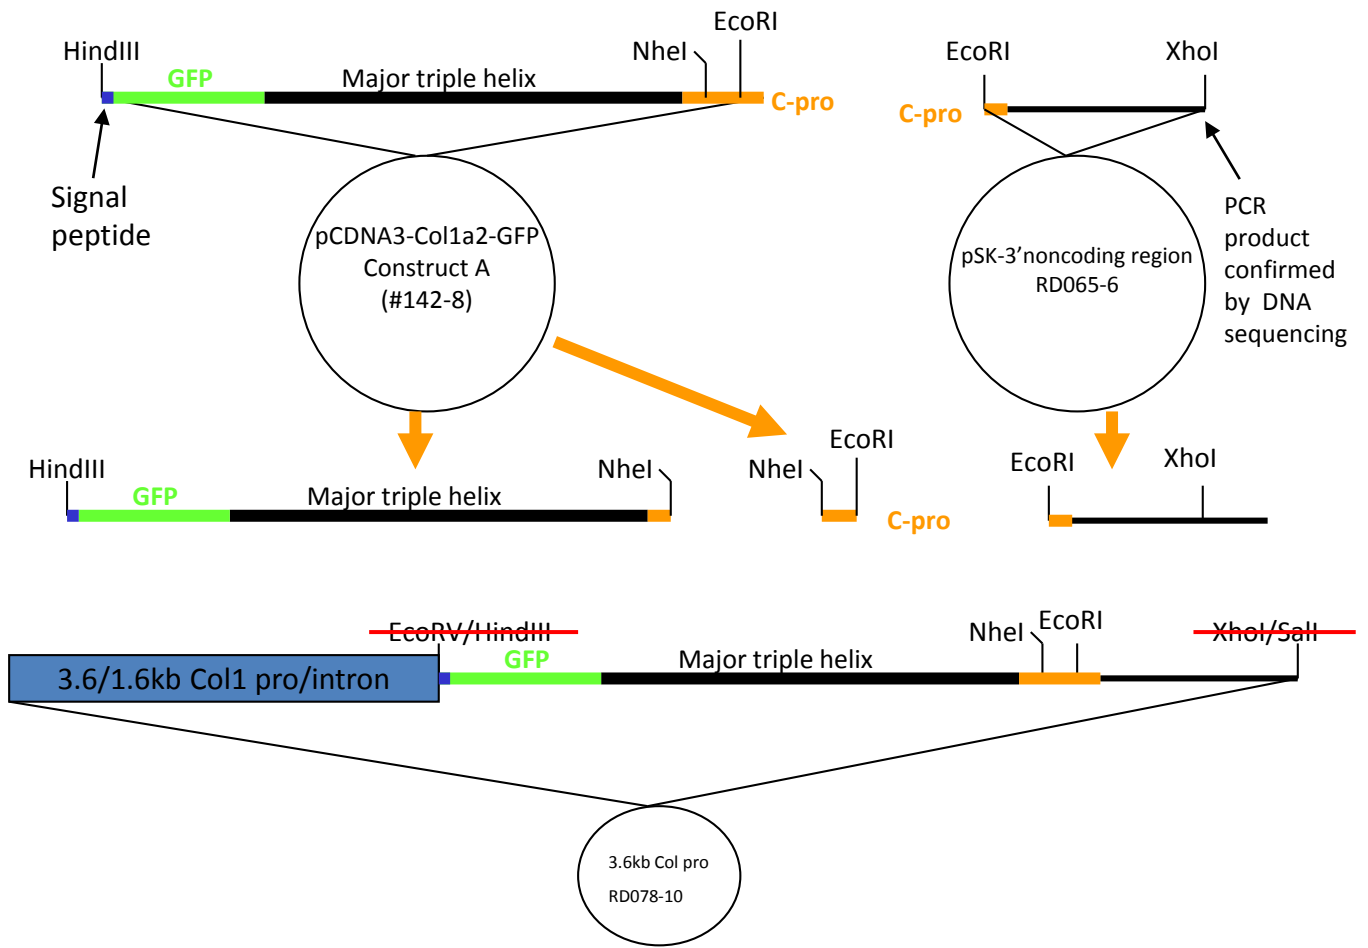 HindIII
GFP
Major triple helix
NheI
EcoRI
C-pro
Signal
peptide
pCDNA3-Col1a2-GFP
Construct A
(#142-8)
EcoRI
XhoI
C-pro
pSK-3’noncoding region
RD065-6
PCR
product
confirmed
by DNA
sequencing
HindIII
GFP
Major triple helix
NheI
NheI
EcoRI
C-pro
EcoRI
XhoI
EcoRV/HindIII
3.6/1.6kb Col1 pro/intron
GFP
Major triple helix
NheI
EcoRI
XhoI/SalI
3.6kb Col pro
RD078-10